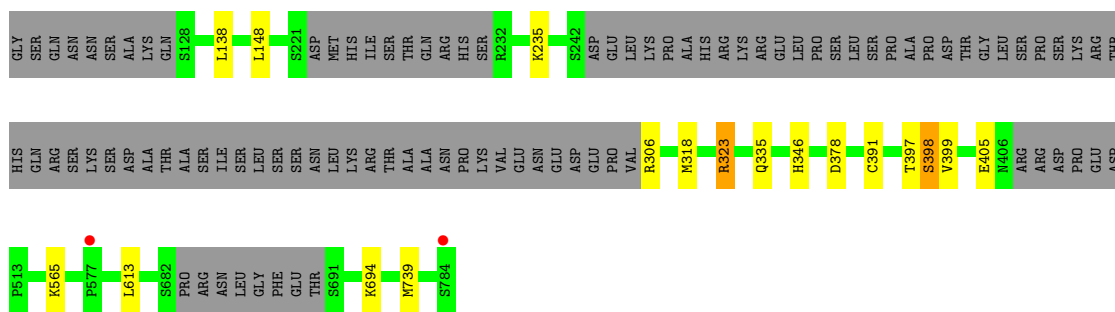 GLY SER GLN ASN ASN SER ALA LYS GLN S128 L138 L148 S221 ASP MET HIS ILE SER THR GLN ARG HIS SER R232 K235 S242 ASP GLU LEU LYS PRO ALA HIS ARG LYS ARG GLU LEU PRO SER LEU SER PRO ALA PRO ASP THR GLY LEU SER PRO SER LYS ARG THR
HIS GLN ARG SER LYS SER ASP ALA THR ALA SER ILE SER LEU SER SER ASN LEU LYS ARG THR ALA ALA ASN PRO LYS VAL GLU ASN GLU ASP GLU PRO VAL R306 M318 R323 Q335 H346 D378 C391 T397 S398 V399 E405 N406 ARG ARG ASP PRO GLU ASP
P513 K565 P577 L613 S682 PRO ARG ASN LEU GLY PHE GLU THR S691 K694 M739 S784